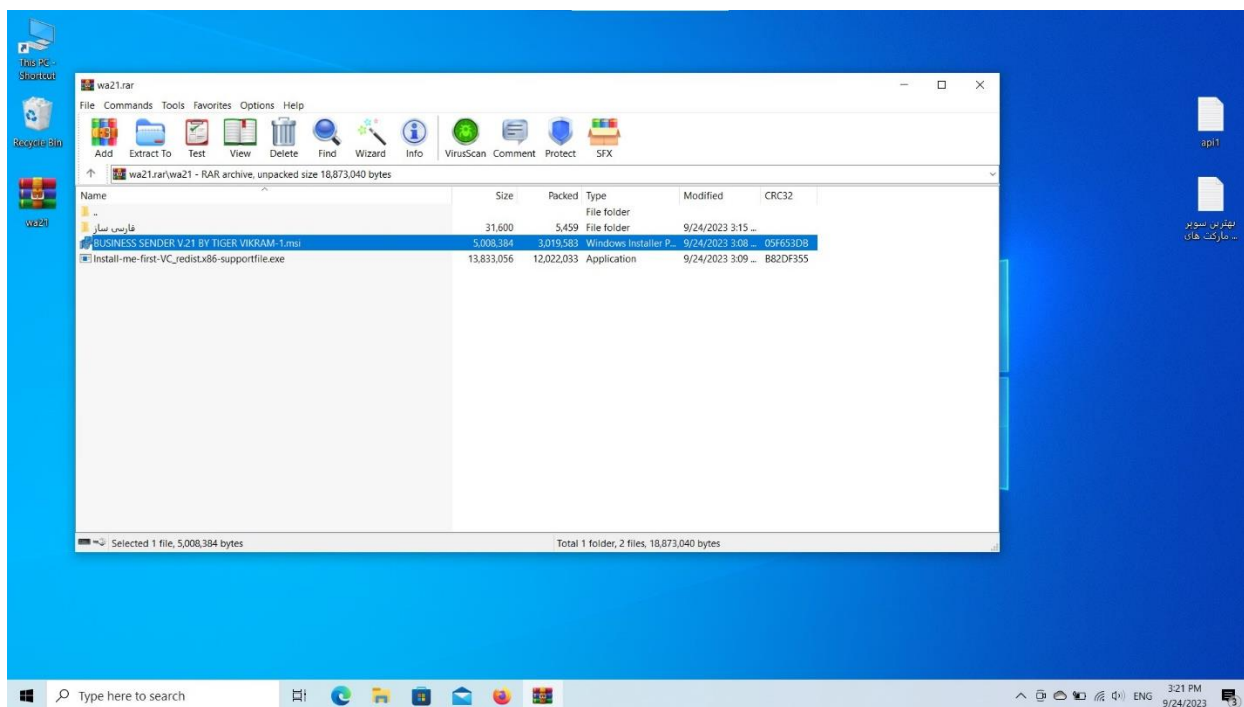 This PC -
Shortcut
Recycle Bin
wa21
wa21.rar
File Commands Tools Favorites Options Help
Add Extract To Test View Delete Find Wizard Info VirusScan Comment Protect SFX
wa21.rar\wa21 - RAR archive, unpacked size 18,873,040 bytes
Name Size Packed Type Modified CRC32
.. File folder
فارسی ساز 31,600 5,459 File folder 9/24/2023 3:15 ...
BUSINESS SENDER V.21 BY TIGER VIKRAM-1.msi 5,008,384 3,019,583 Windows Installer P... 9/24/2023 3:08 ... 05F653DB
Install-me-first-VC_redist.x86-supportfile.exe 13,833,056 12,022,033 Application 9/24/2023 3:09 ... B82DF355
Selected 1 file, 5,008,384 bytes Total 1 folder, 2 files, 18,873,040 bytes
api1
بهترین سوپر
مارکت های ...
Type here to search
ENG
3:21 PM
9/24/2023
3